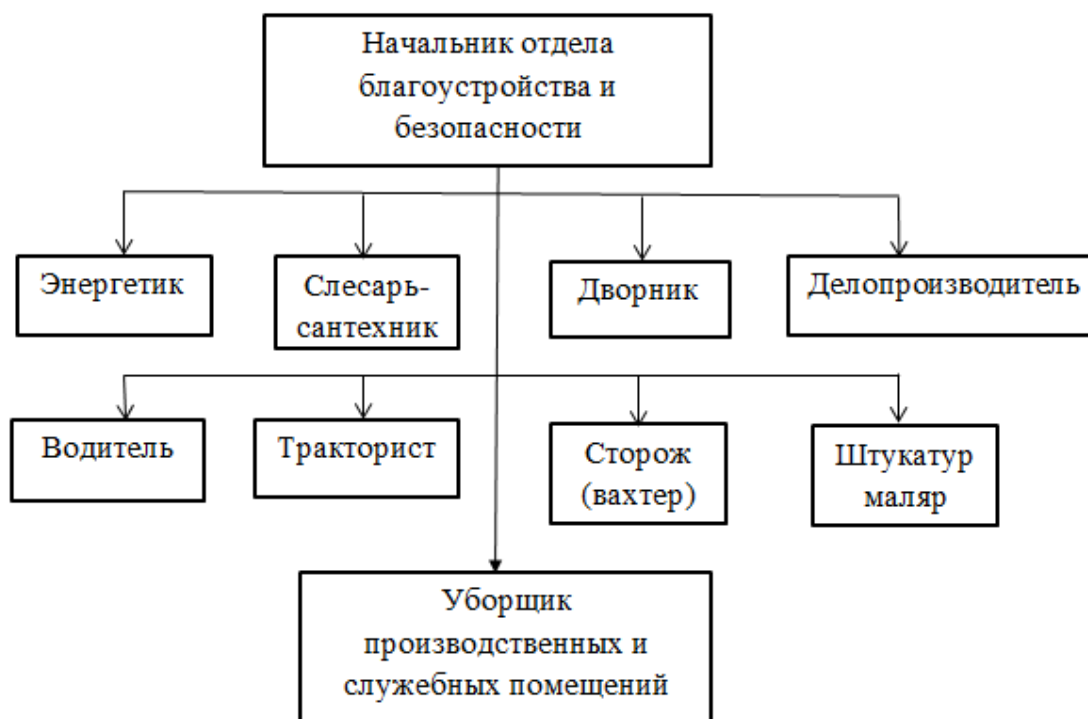 Начальник отдела
благоустройства и
безопасности
Энергетик
Слесарь-
сантехник
Дворник
Делопроизводитель
Водитель
Тракторист
Сторож
(вахтер)
Штукатур
маляр
Уборщик
производственных и
служебных помещений